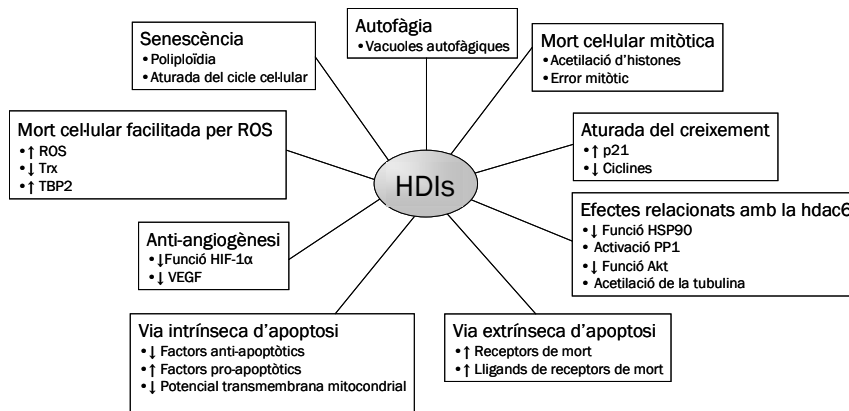 Senescència
• Poliploïdia
• Aturada del cicle cel·lular
Autofàgia
• Vacuoles autofàgiques
Mort cel·lular mitòtica
• Acetilació d'histones
• Error mitòtic
Mort cel·lular facilitada per ROS
• ↑ ROS
• ↓ Trx
• ↑ TBP2
HDIs
Aturada del creixement
• ↑ p21
• ↓ Ciclines
Anti-angiogènesi
• ↓Funció HIF-1α
• ↓ VEGF
Efectes relacionats amb la hdac6
• ↓ Funció HSP90
• Activació PP1
• ↓ Funció Akt
• Acetilació de la tubulina
Via intrínseca d'apoptosi
• ↓ Factors anti-apoptòtics
• ↑ Factors pro-apoptòtics
• ↓ Potencial transmembrana mitocondrial
Via extrínseca d'apoptosi
• ↑ Receptors de mort
• ↑ Lligands de receptors de mort